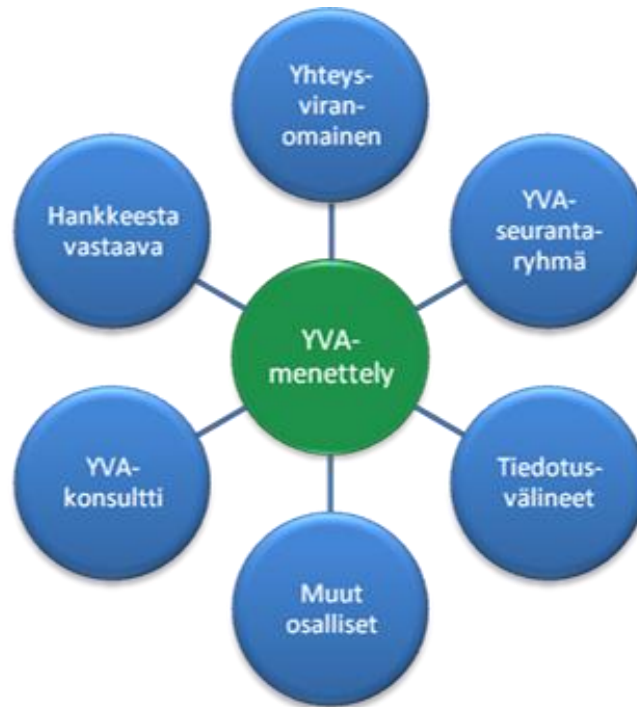 Yhteys-
viran-
omainen
YVA-
seuranta-
ryhmä
Tiedotus-
välineet
Muut
osalliset
YVA-
konsultti
Hankkeesta
vastaava
YVA-
menettely